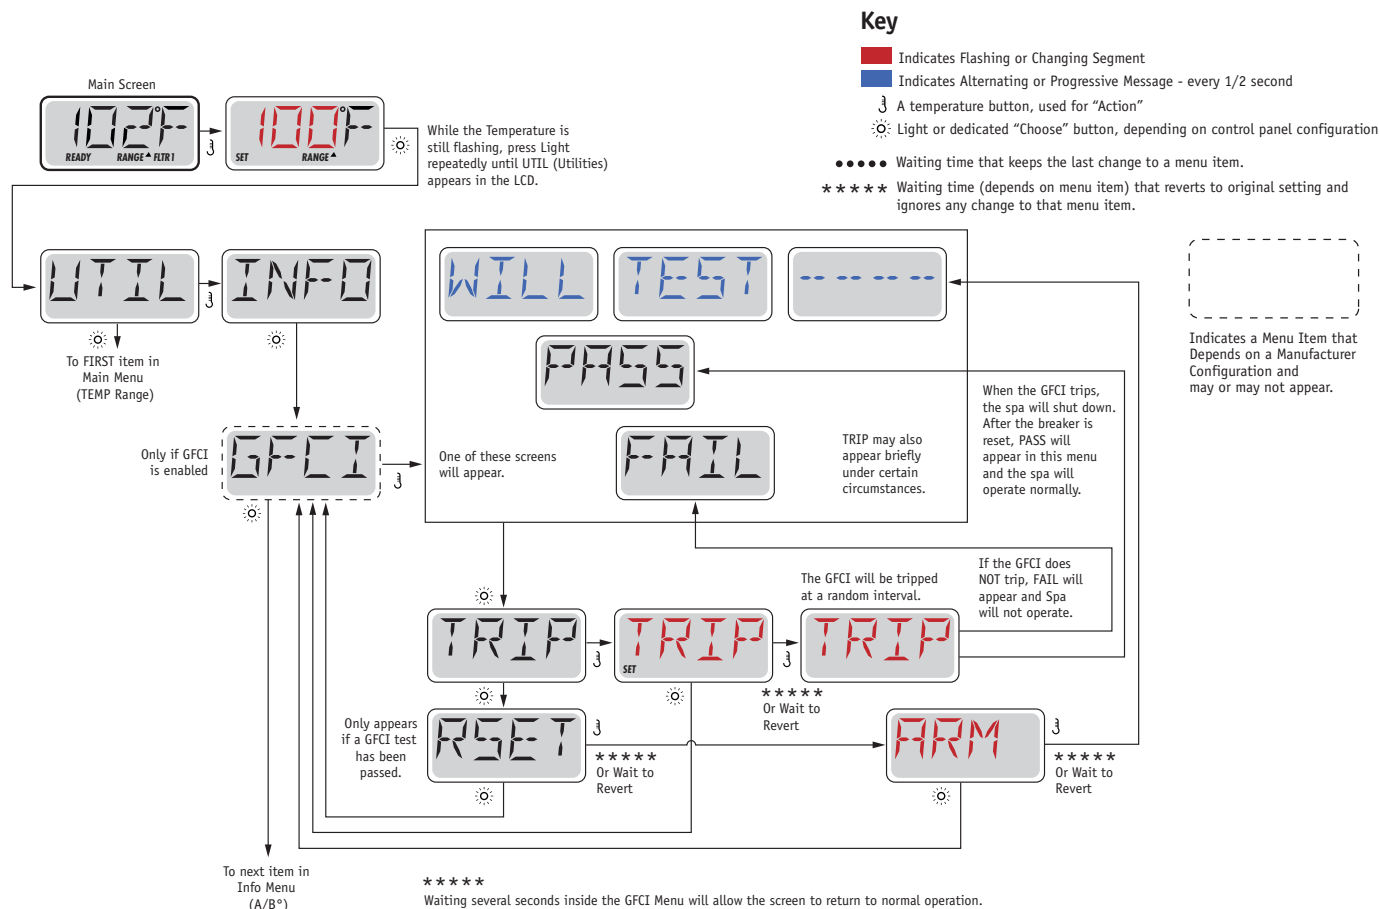 Key
Indicates Flashing or Changing Segment
Indicates Alternating or Progressive Message - every 1/2 second
A temperature button, used for “Action”
Light or dedicated “Choose” button, depending on control panel configuration
Waiting time that keeps the last change to a menu item.
***** Waiting time (depends on menu item) that reverts to original setting and
ignores any change to that menu item.
Main Screen
102°F
READY RANGE FLTR1
100°F
SET RANGE
While the Temperature is
still flashing, press Light
repeatedly until UTIL (Utilities)
appears in the LCD.
UTIL
INFO
WILL
TEST
-----
Indicates a Menu Item that
Depends on a Manufacturer
Configuration and
may or may not appear.
To FIRST item in
Main Menu
(TEMP Range)
PASS
When the GFCI trips,
the spa will shut down.
After the breaker is
reset, PASS will
appear in this menu
and the spa will
operate normally.
Only if GFCI
is enabled
GFCI
One of these screens
will appear.
FAIL
TRIP may also
appear briefly
under certain
circumstances.
If the GFCI does
NOT trip, FAIL will
appear and Spa
will not operate.
The GFCI will be tripped
at a random interval.
TRIP
TRIP
SET
TRIP
*****
Or Wait to
Revert
Only appears
if a GFCI test
has been
passed.
RSET
*****
Or Wait to
Revert
ARM
*****
Or Wait to
Revert
To next item in
Info Menu
(A/B°)
*****
Waiting several seconds inside the GFCI Menu will allow the screen to return to normal operation.